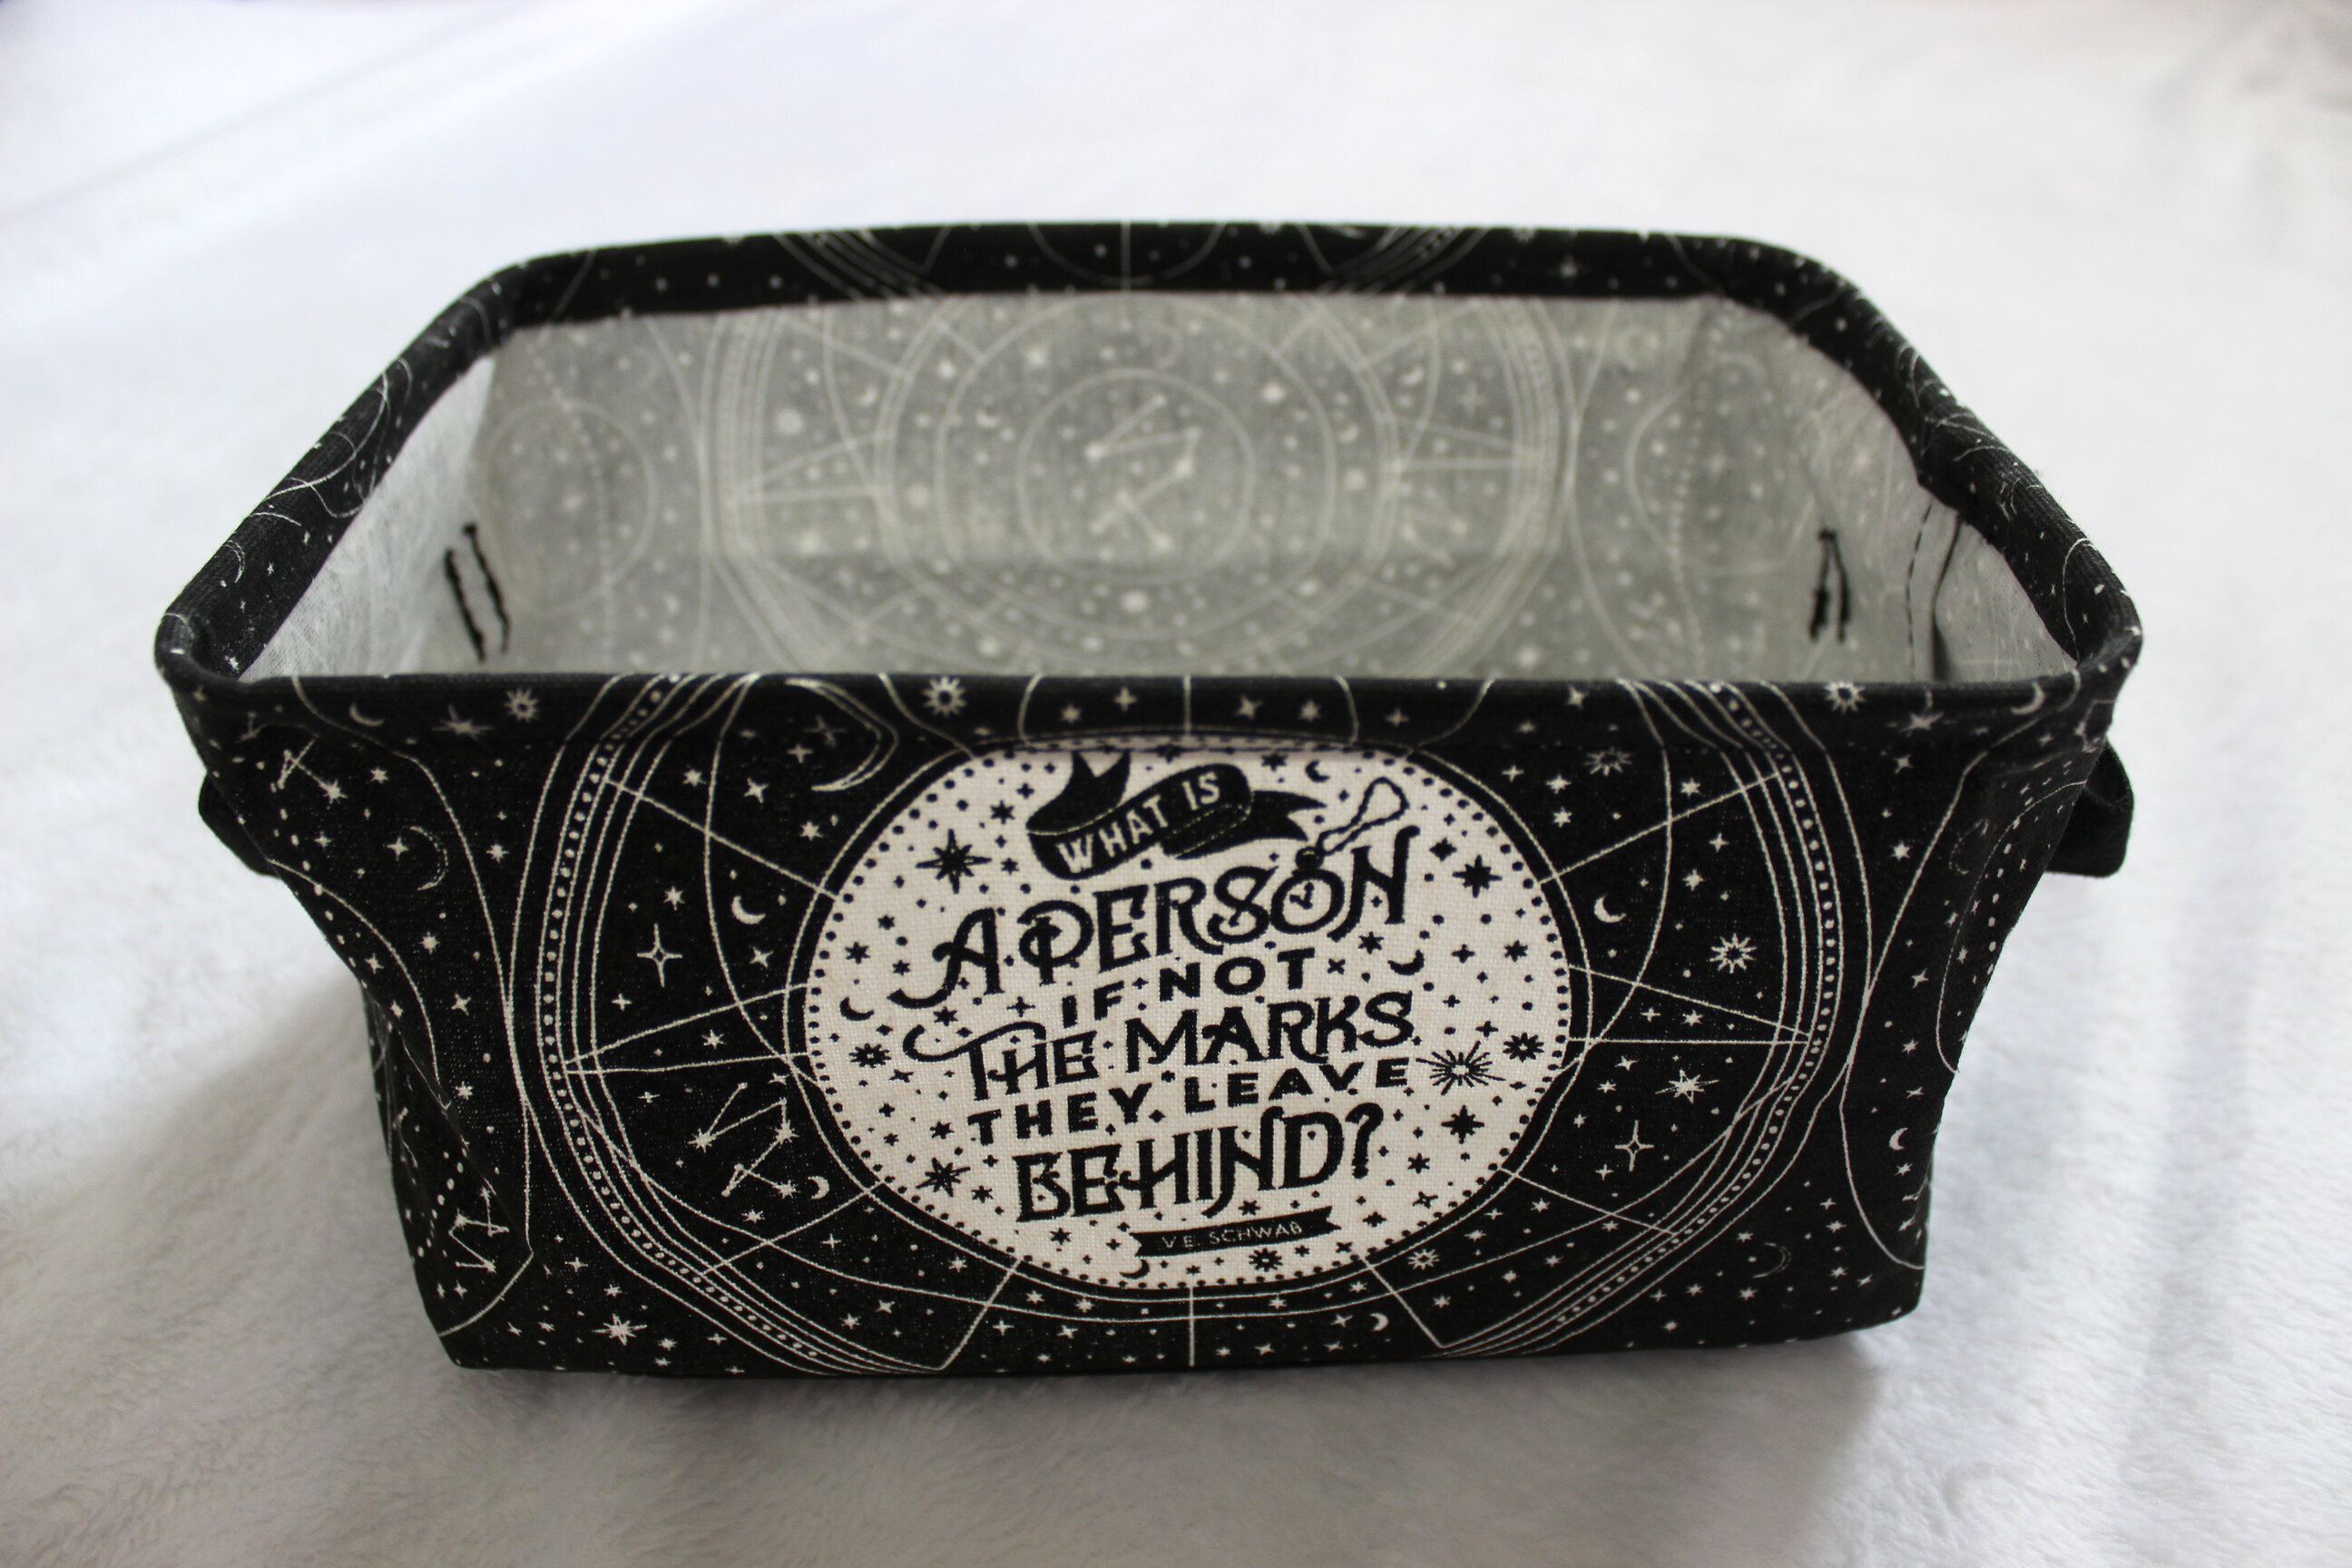 WHAT IS
A PERSON
IF NOT
THE MARKS
THEY LEAVE
BEHIND?
V.E. SCHWAB